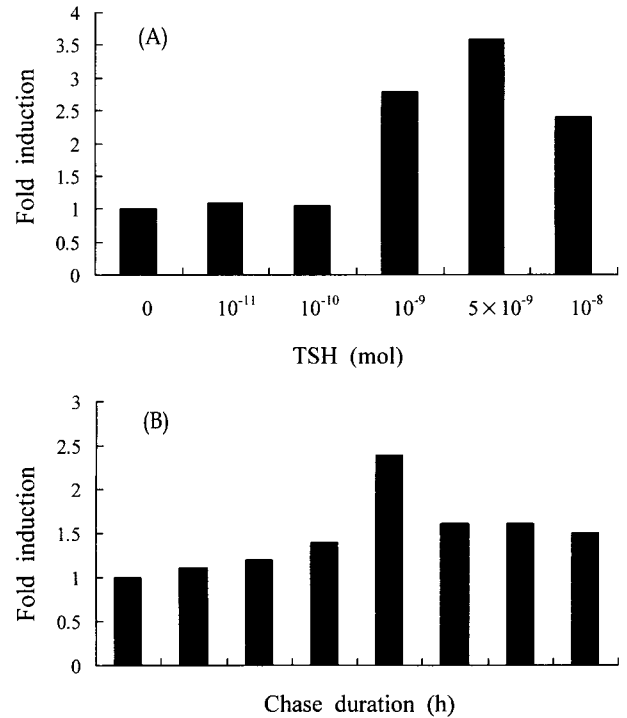 (A)
Fold induction
4
3.5
3
2.5
2
1.5
1
0.5
0
0 10⁻¹¹ 10⁻¹⁰ 10⁻⁹ 5×10⁻⁹ 10⁻⁸
TSH (mol)
(B)
Fold induction
3
2.5
2
1.5
1
0.5
0
Chase duration (h)